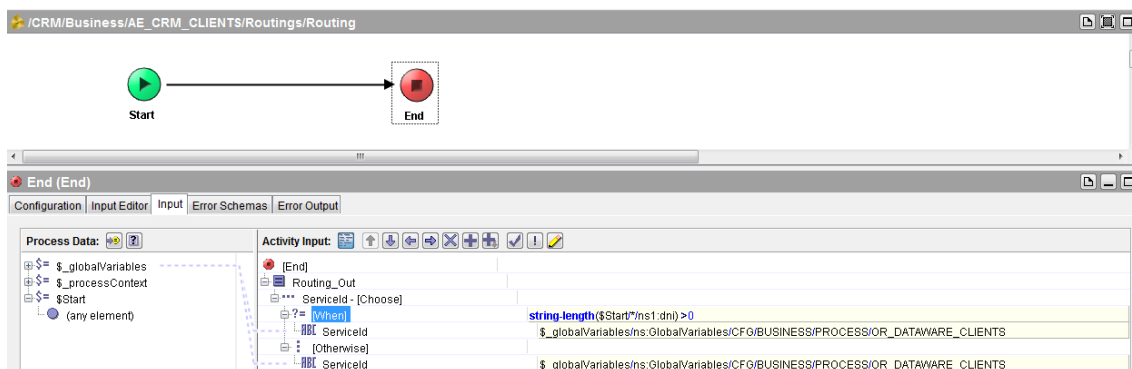 /CRM/Business/AE_CRM_CLIENTS/Routings/Routing
Start
End
End (End)
Configuration Input Editor Input Error Schemas Error Output
Process Data:
Activity Input:
$= $_globalVariables
$= $_processContext
$= $Start
(any element)
[End]
Routing_Out
ServiceId - [Choose]
?= [When] string-length($Start/*/ns1:dni) >0
ABC ServiceId $_globalVariables/ns:GlobalVariables/CFG/BUSINESS/PROCESS/OR_DATAWARE_CLIENTS
[Otherwise]
ABC ServiceId $_globalVariables/ns:GlobalVariables/CFG/BUSINESS/PROCESS/OR_DATAWARE_CLIENTS